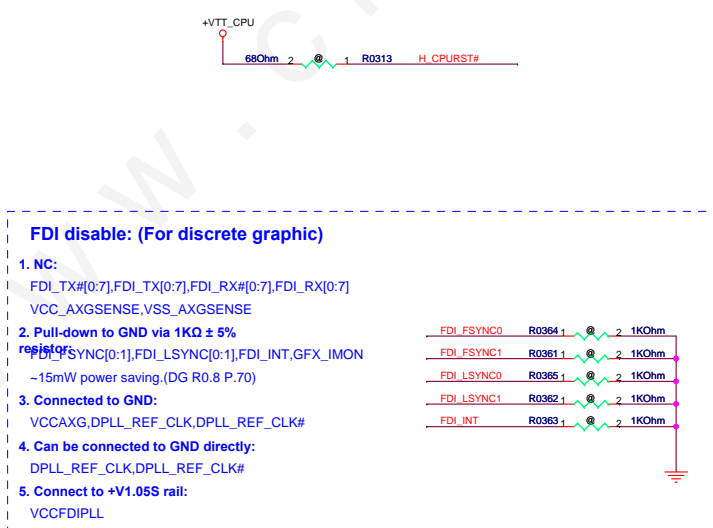 +VTT_CPU
68Ohm 2 @ 1 R0313 H_CPURST#
W W . C
FDI disable: (For discrete graphic)
1. NC:
FDI_TX#[0:7],FDI_TX[0:7],FDI_RX#[0:7],FDI_RX[0:7]
VCC_AXGSENSE,VSS_AXGSENSE
2. Pull-down to GND via 1KΩ ± 5%
resistor:
FDI_FSYNC[0:1],FDI_LSYNC[0:1],FDI_INT,GFX_IMON
~15mW power saving.(DG R0.8 P.70)
3. Connected to GND:
VCCAXG,DPLL_REF_CLK,DPLL_REF_CLK#
4. Can be connected to GND directly:
DPLL_REF_CLK,DPLL_REF_CLK#
5. Connect to +V1.05S rail:
VCCFDIPLL
FDI_FSYNC0 R0364 1 @ 2 1KOhm
FDI_FSYNC1 R0361 1 @ 2 1KOhm
FDI_LSYNC0 R0365 1 @ 2 1KOhm
FDI_LSYNC1 R0362 1 @ 2 1KOhm
FDI_INT R0363 1 @ 2 1KOhm